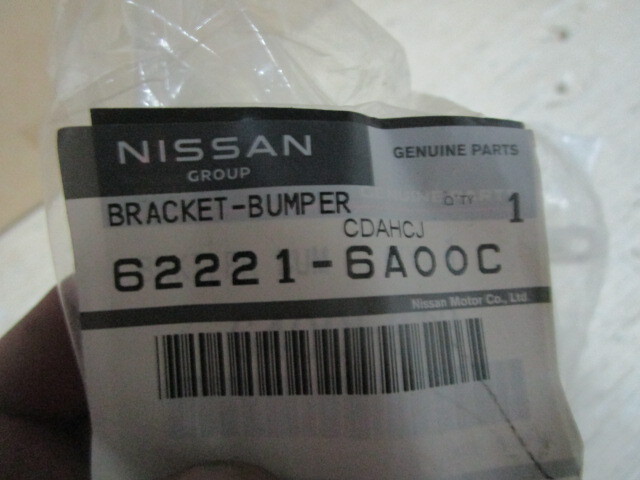 NISSAN
GROUP
GENUINE PARTS
BRACKET-BUMPER
Q'TY
1
CDAHCJ
62221-6A00C
Nissan Motor Co., Ltd.